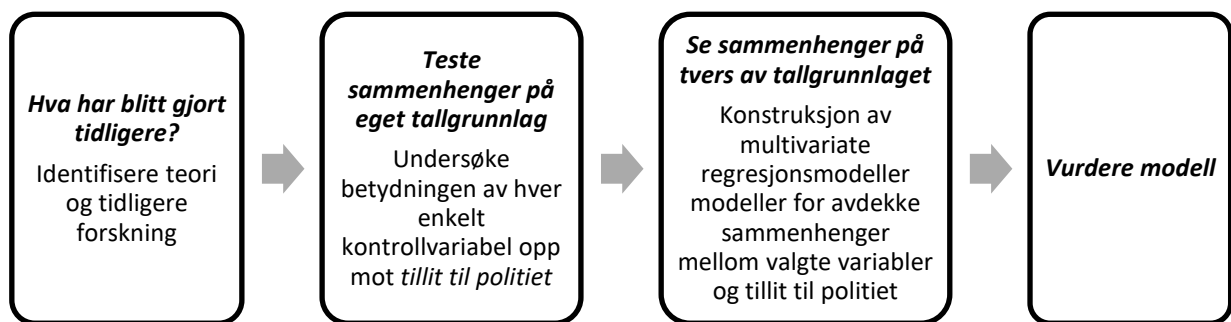 Hva har blitt gjort
tidligere?
Identifisere teori
og tidligere
forskning
Teste
sammenhenger på
eget tallgrunnlag
Undersøke
betydningen av hver
enkelt
kontrollvariabel opp
mot tillit til politiet
Se sammenhenger på
tvers av tallgrunnlaget
Konstruksjon av
multivariate
regresjonsmodeller
modeller for avdekke
sammenhenger
mellom valgte variabler
og tillit til politiet
Vurdere modell